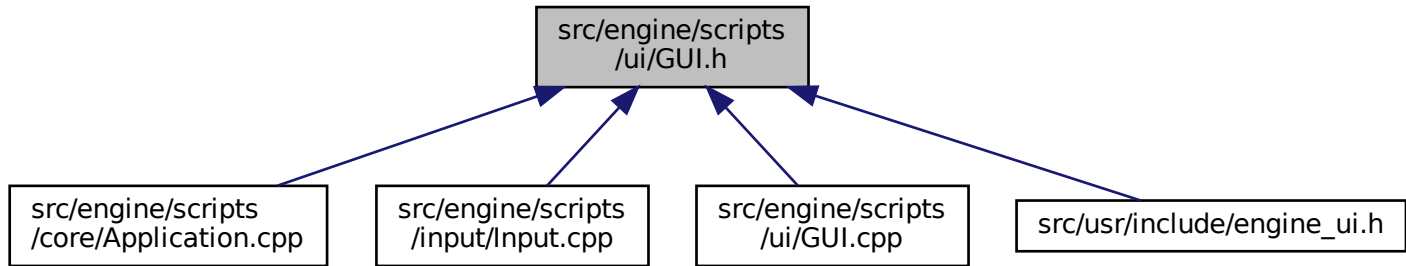 src/engine/scripts
/ui/GUI.h
src/engine/scripts
/core/Application.cpp
src/engine/scripts
/input/Input.cpp
src/engine/scripts
/ui/GUI.cpp
src/usr/include/engine_ui.h